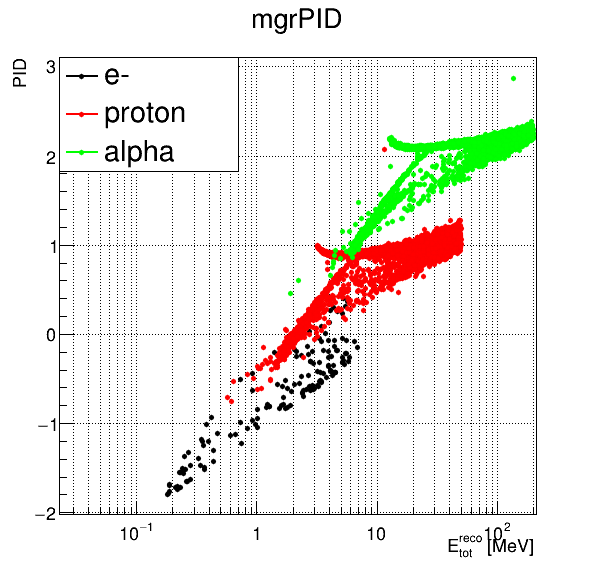 mgrPID
PID
e-
proton
alpha
3
2
1
0
−1
−2
10⁻¹
1
10
10²
E_tot^reco [MeV]